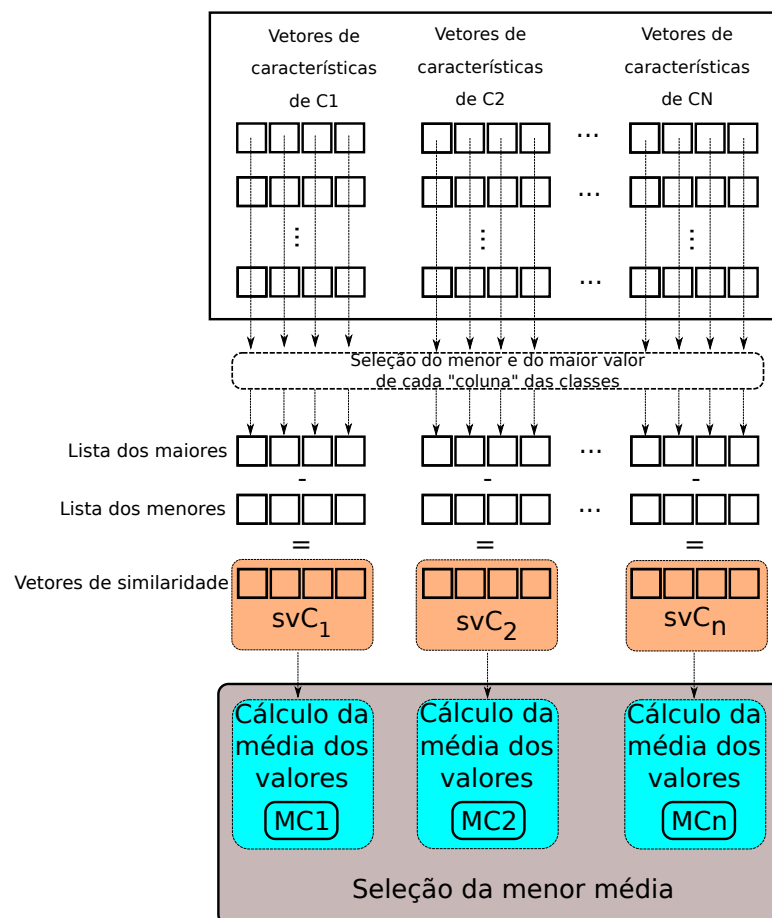 Vetores de
características
de C1
Vetores de
características
de C2
Vetores de
características
de CN
...
...
...
...
...
...
Seleção do menor e do maior valor
de cada "coluna" das classes
Lista dos maiores
...
- - -
Lista dos menores
...
= = =
Vetores de similaridade
svC1
svC2
svCn
Cálculo da
média dos
valores
MC1
Cálculo da
média dos
valores
MC2
Cálculo da
média dos
valores
MCn
Seleção da menor média